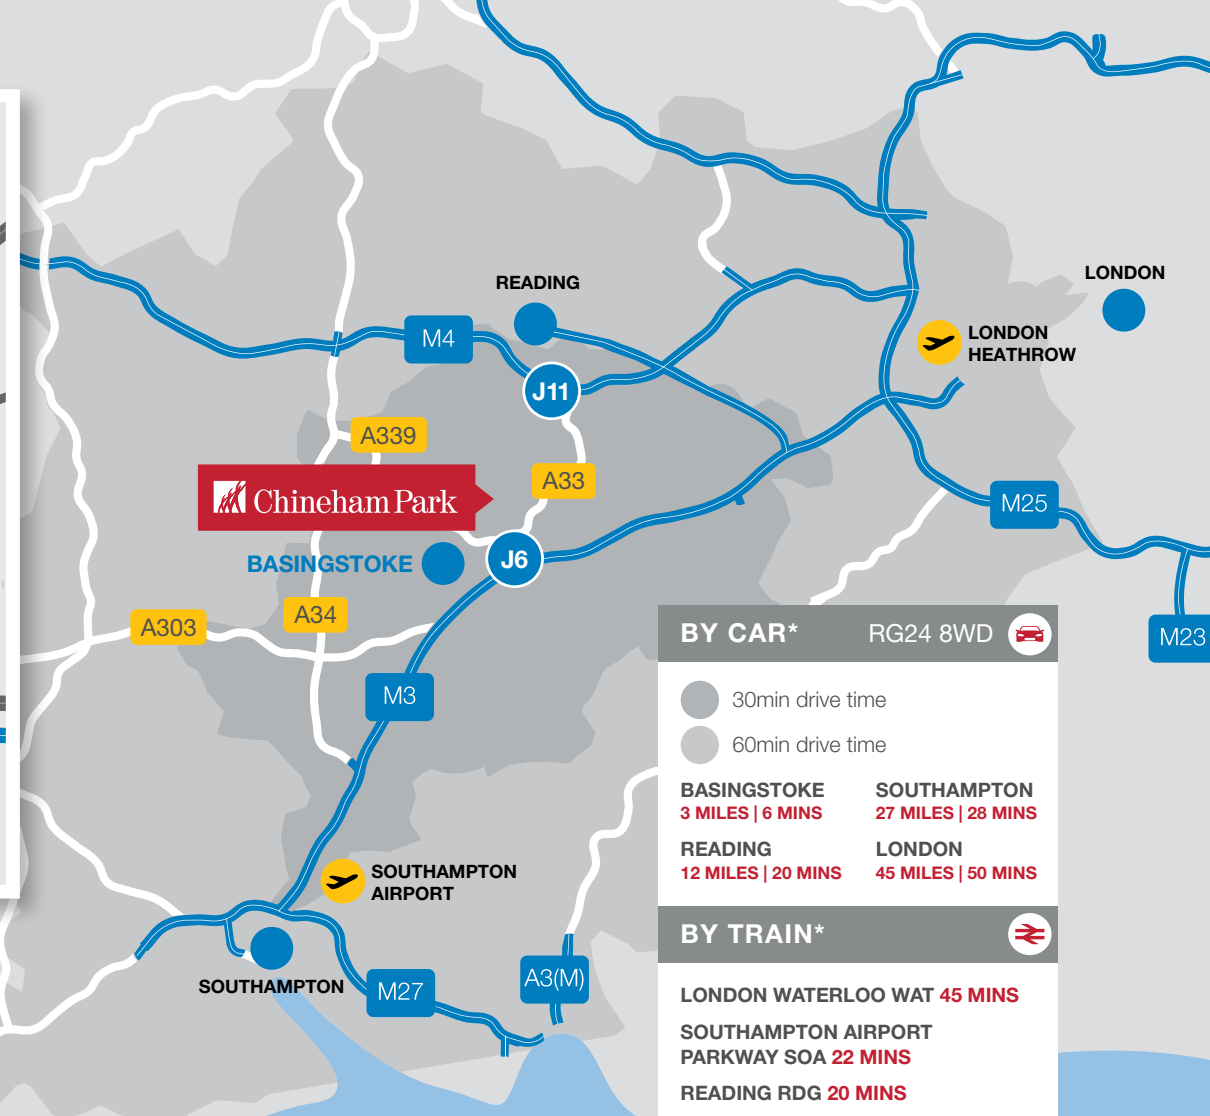 READING
LONDON
M4
LONDON
HEATHROW
J11
A339
A33
Chineham Park
M25
BASINGSTOKE
J6
A34
A303
M23
M3
SOUTHAMPTON
AIRPORT
SOUTHAMPTON
M27
A3(M)
BY CAR* RG24 8WD
30min drive time
60min drive time
BASINGSTOKE
3 MILES | 6 MINS
SOUTHAMPTON
27 MILES | 28 MINS
READING
12 MILES | 20 MINS
LONDON
45 MILES | 50 MINS
BY TRAIN*
LONDON WATERLOO WAT 45 MINS
SOUTHAMPTON AIRPORT
PARKWAY SOA 22 MINS
READING RDG 20 MINS